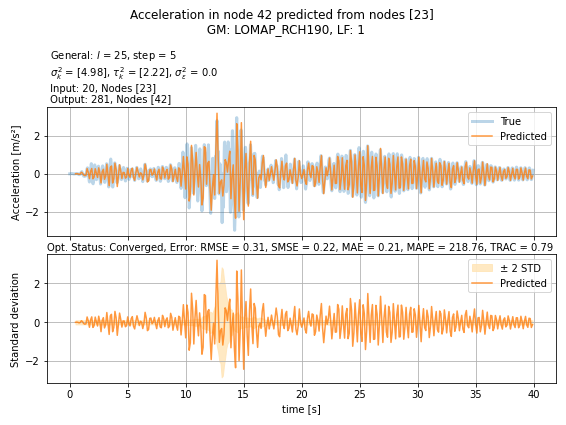 Acceleration in node 42 predicted from nodes [23]
GM: LOMAP_RCH190, LF: 1
General: l = 25, step = 5
σ²ₖ = [4.98], τ²ₖ = [2.22], σ²ε = 0.0
Input: 20, Nodes [23]
Output: 281, Nodes [42]
True
Predicted
Acceleration [m/s²]
2
0
−2
Opt. Status: Converged, Error: RMSE = 0.31, SMSE = 0.22, MAE = 0.21, MAPE = 218.76, TRAC = 0.79
± 2 STD
Predicted
Standard deviation
2
0
−2
0 5 10 15 20 25 30 35 40
time [s]